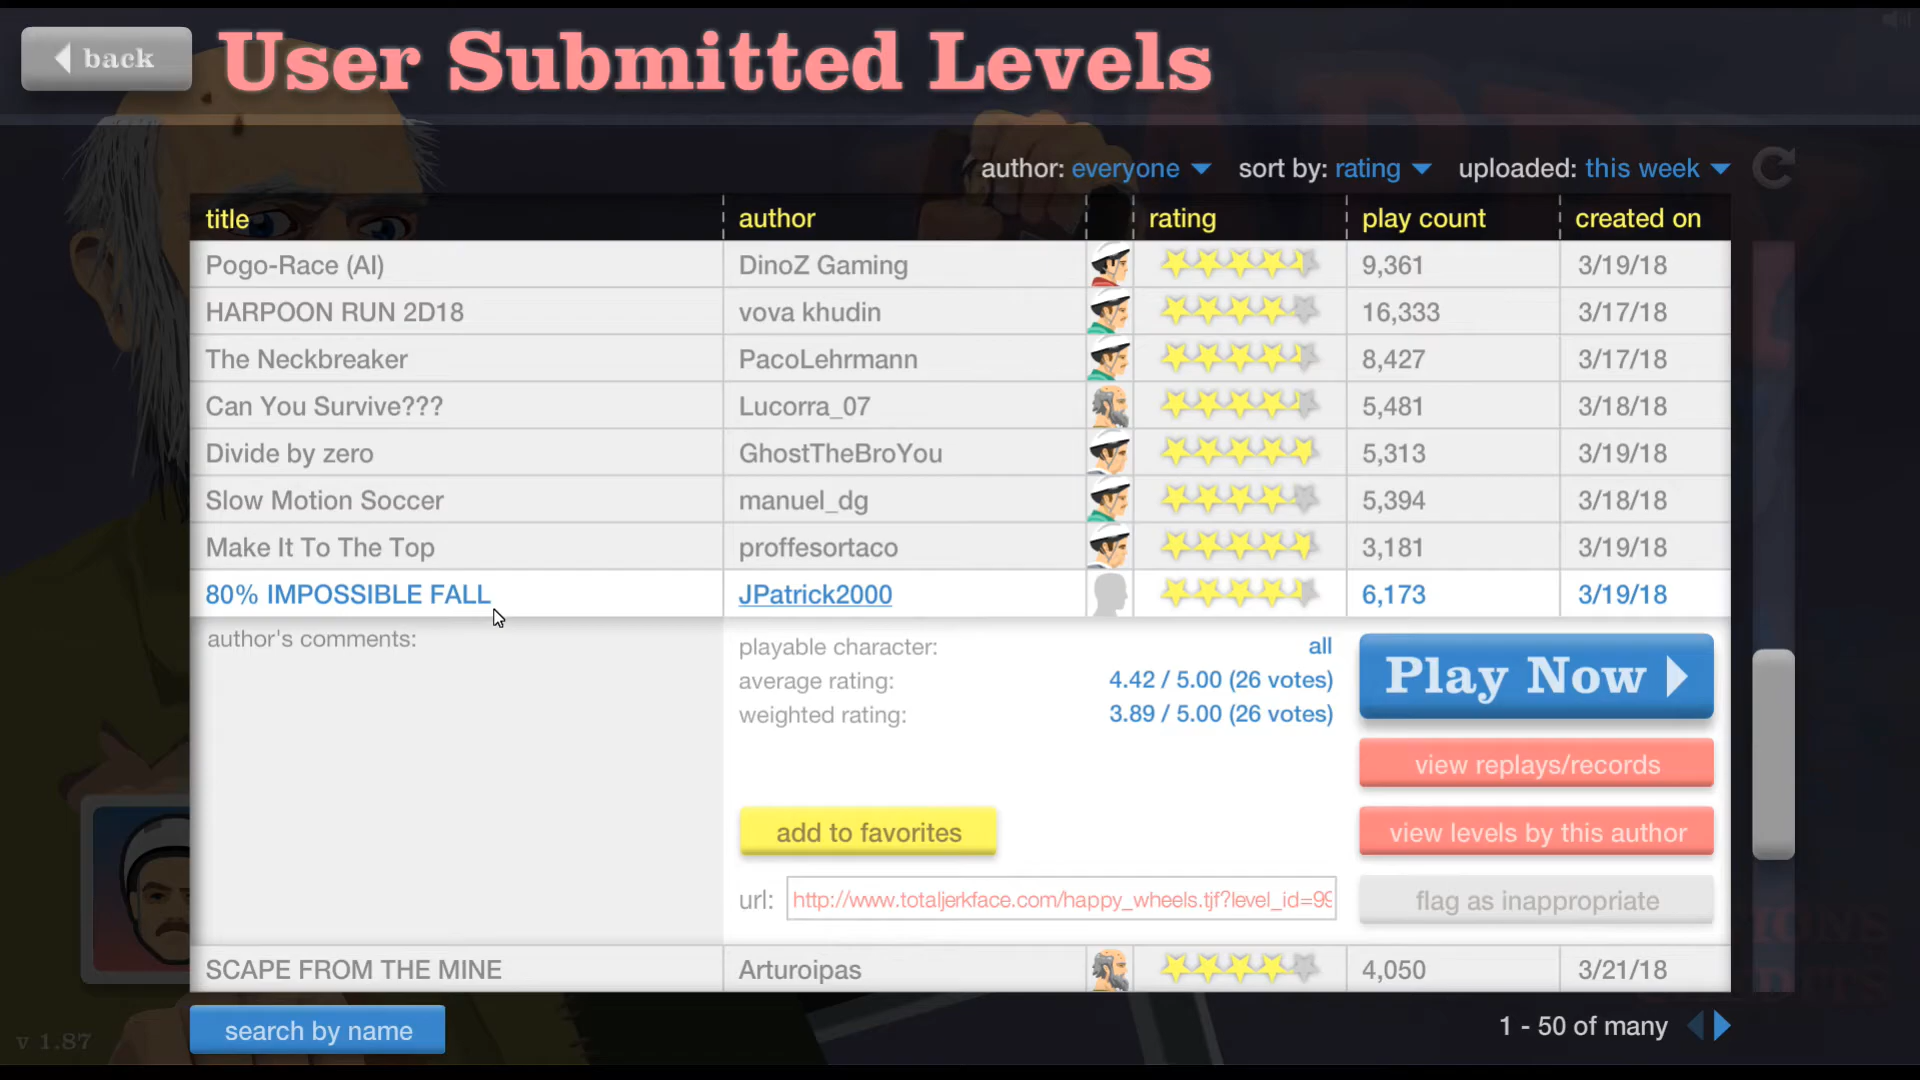 back
User Submitted Levels
author: everyone sort by: rating uploaded: this week
title author rating play count created on
Pogo-Race (AI) DinoZ Gaming 9,361 3/19/18
HARPOON RUN 2D18 vova khudin 16,333 3/17/18
The Neckbreaker PacoLehrmann 8,427 3/17/18
Can You Survive??? Lucorra_07 5,481 3/18/18
Divide by zero GhostTheBroYou 5,313 3/19/18
Slow Motion Soccer manuel_dg 5,394 3/18/18
Make It To The Top proffesortaco 3,181 3/19/18
80% IMPOSSIBLE FALL JPatrick2000 6,173 3/19/18
author's comments:
playable character: all
average rating: 4.42 / 5.00 (26 votes)
weighted rating: 3.89 / 5.00 (26 votes)
Play Now
view replays/records
add to favorites
view levels by this author
url: http://www.totaljerkface.com/happy_wheels.tjf?level_id=99
flag as inappropriate
SCAPE FROM THE MINE Arturoipas 4,050 3/21/18
search by name
1 - 50 of many
v 1.87